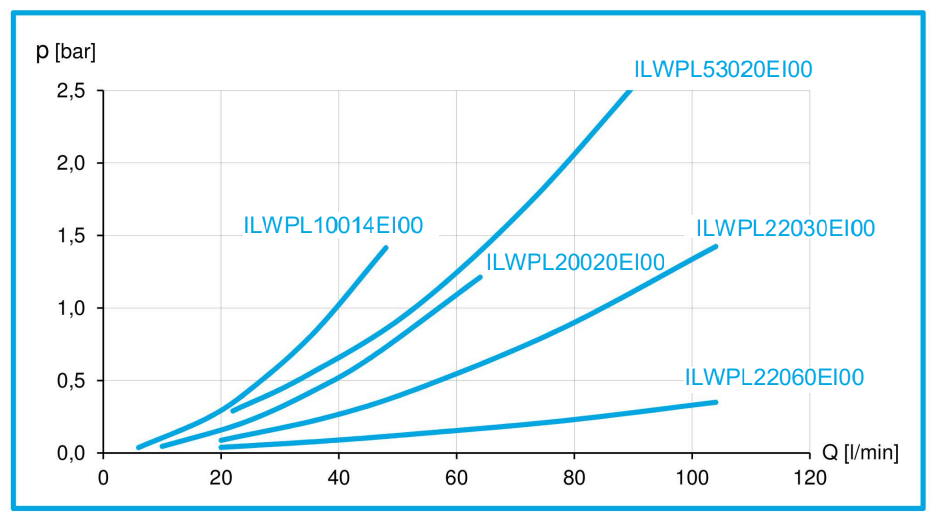 p [bar]
ILWPL53020EI00
2,5
2,0
ILWPL10014EI00
ILWPL22030EI00
1,5
ILWPL20020EI00
1,0
ILWPL22060EI00
0,5
0,0
Q [l/min]
0 20 40 60 80 100 120